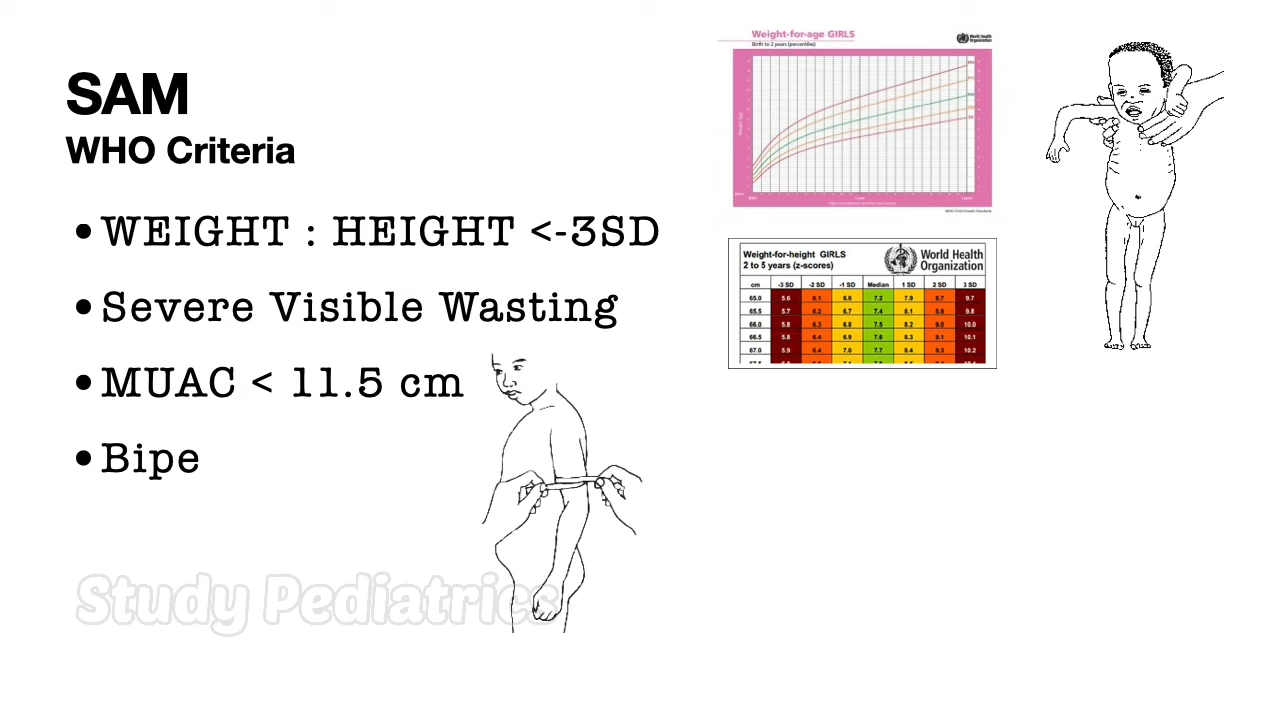 SAM
WHO Criteria
• WEIGHT : HEIGHT <-3SD
• Severe Visible Wasting
• MUAC < 11.5 cm
• Bipe
Study Pediatrics
Weight-for-age GIRLS
Birth to 2 years (percentiles)
World Health
Organization
Weight-for-height GIRLS
2 to 5 years (z-scores)
World Health
Organization
cm -3 SD -2 SD -1 SD Median 1 SD 2 SD 3 SD
65.0 5.6 6.1 6.6 7.2 7.9 8.7 9.7
65.5 5.7 6.2 6.7 7.4 8.1 8.9 9.8
66.0 5.8 6.3 6.8 7.5 8.2 9.0 10.0
66.5 5.8 6.4 6.9 7.6 8.3 9.1 10.1
67.0 5.9 6.4 7.0 7.7 8.4 9.3 10.2